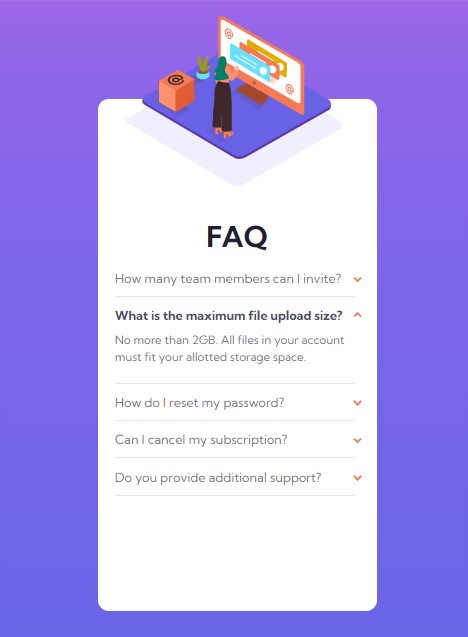 FAQ
How many team members can I invite?
What is the maximum file upload size?
No more than 2GB. All files in your account
must fit your allotted storage space.
How do I reset my password?
Can I cancel my subscription?
Do you provide additional support?